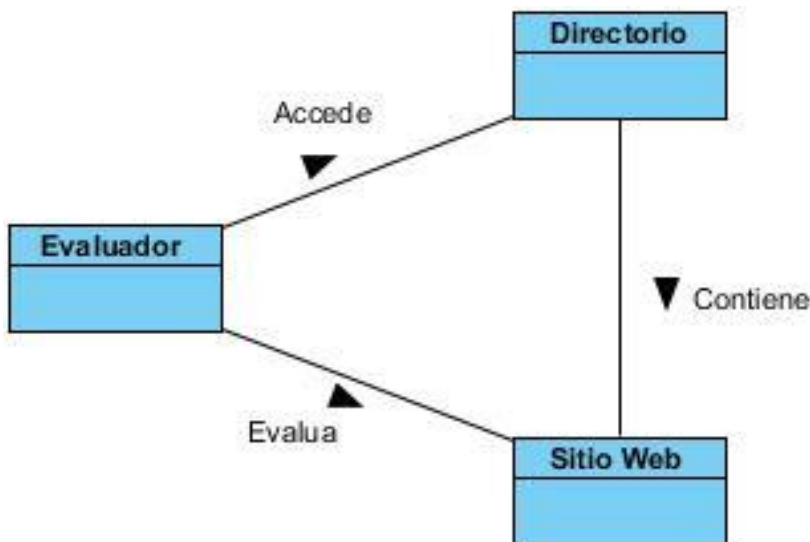 Directorio
Accede
Evaluador
Contiene
Evalua
Sitio Web